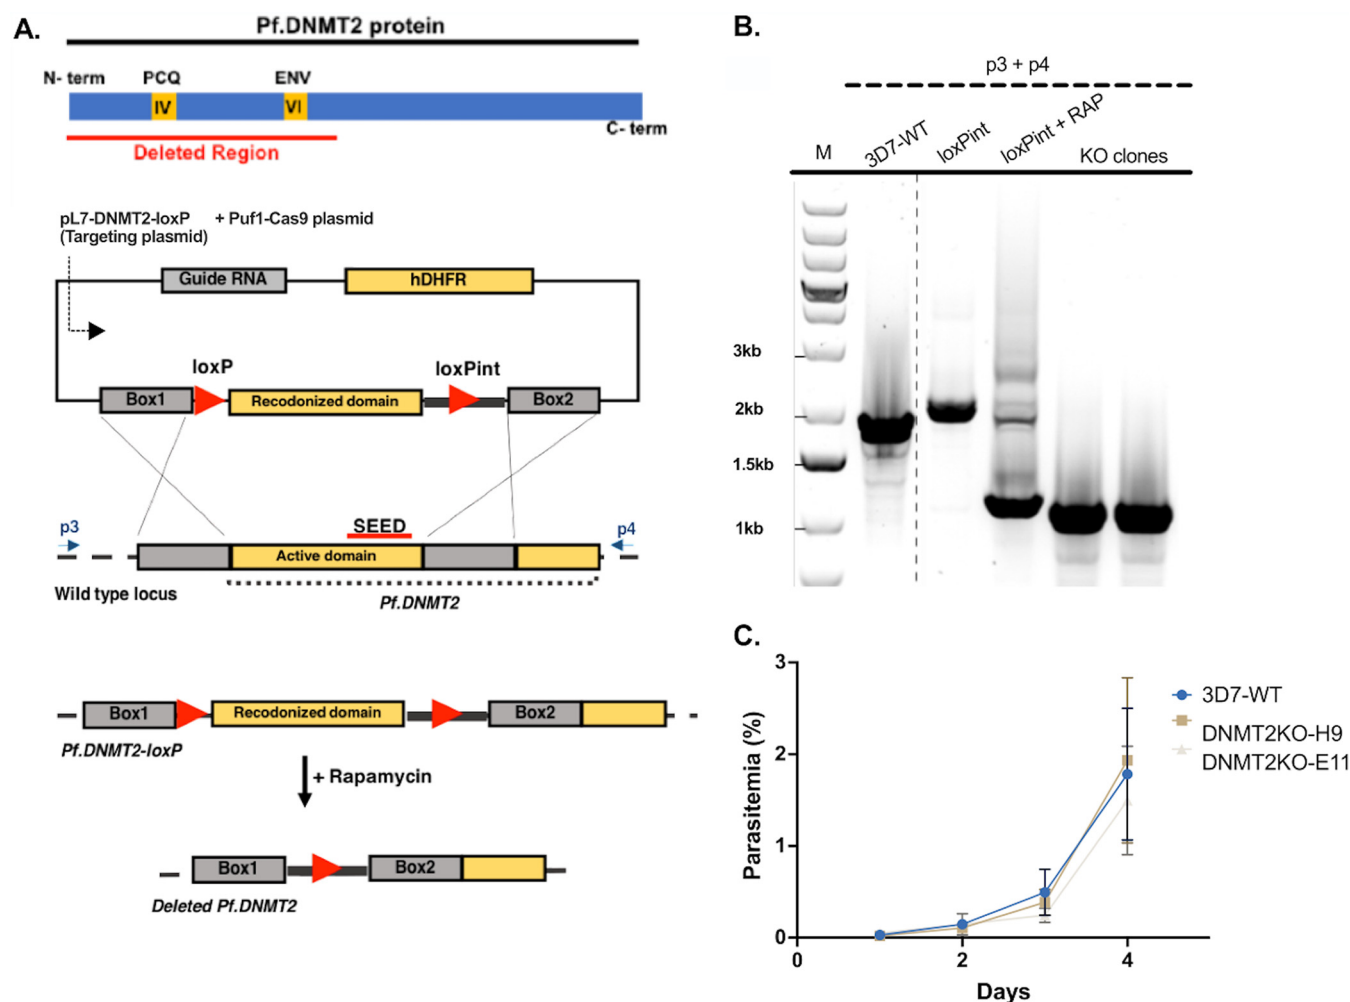 A.
Pf.DNMT2 protein
N- term
PCQ
ENV
IV
VI
C- term
Deleted Region
pL7-DNMT2-loxP + Puf1-Cas9 plasmid
(Targeting plasmid)
Guide RNA
hDHFR
loxP
loxPint
Box1
Recodonized domain
Box2
p3
SEED
p4
Active domain
Wild type locus
Pf.DNMT2
Box1
Recodonized domain
Box2
Pf.DNMT2-loxP
+ Rapamycin
Box1
Box2
Deleted Pf.DNMT2
B.
p3 + p4
M
3D7-WT
loxPint
loxPint + RAP
KO clones
3kb
2kb
1.5kb
1kb
C.
3
2
1
0
Parasitemia (%)
0
2
4
Days
3D7-WT
DNMT2KO-H9
DNMT2KO-E11